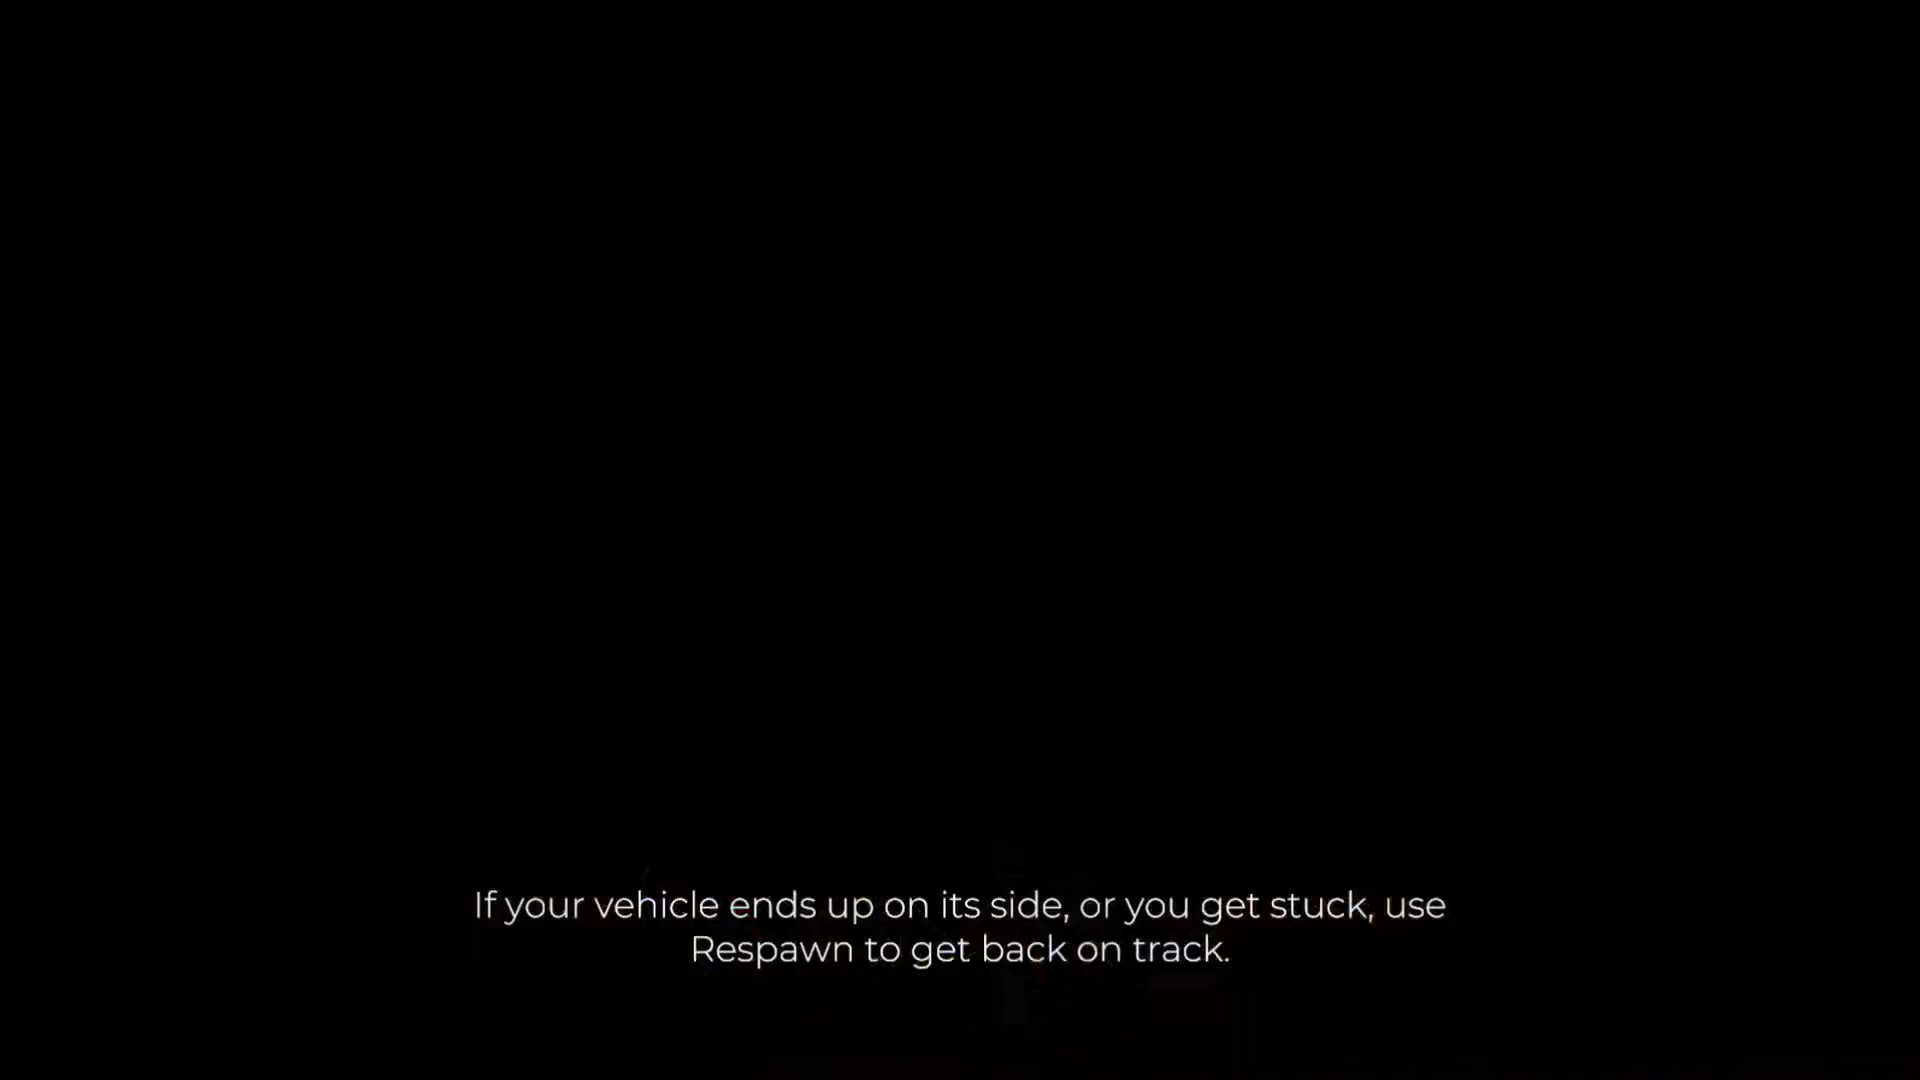 If your vehicle ends up on its side, or you get stuck, use
Respawn to get back on track.